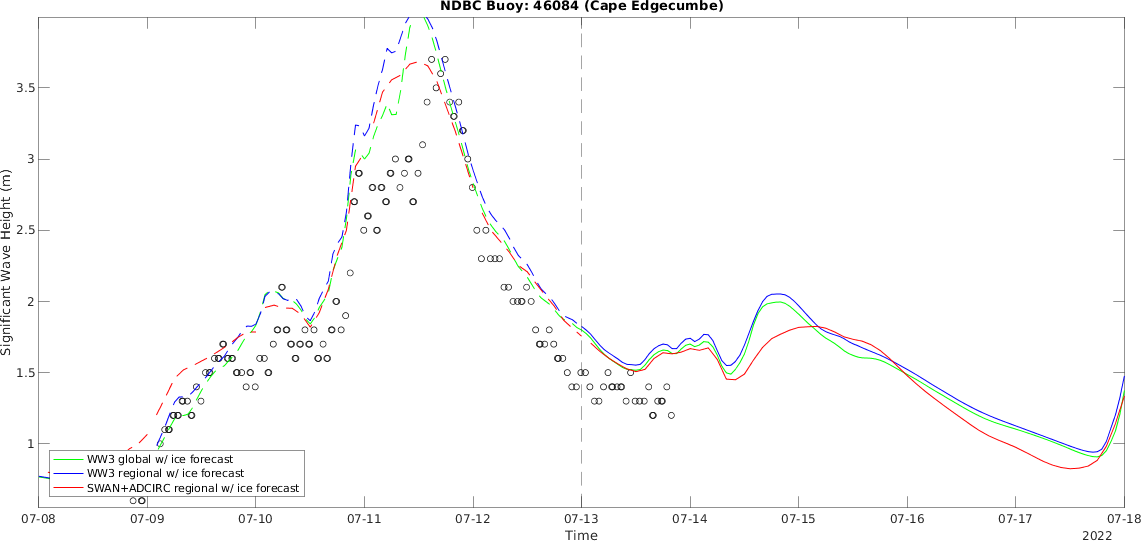 NDBC Buoy: 46084 (Cape Edgecumbe)
Significant Wave Height (m)
3.5
3
2.5
2
1.5
1
WW3 global w/ ice forecast
WW3 regional w/ ice forecast
SWAN+ADCIRC regional w/ ice forecast
07-08 07-09 07-10 07-11 07-12 07-13 07-14 07-15 07-16 07-17 07-18
Time
2022